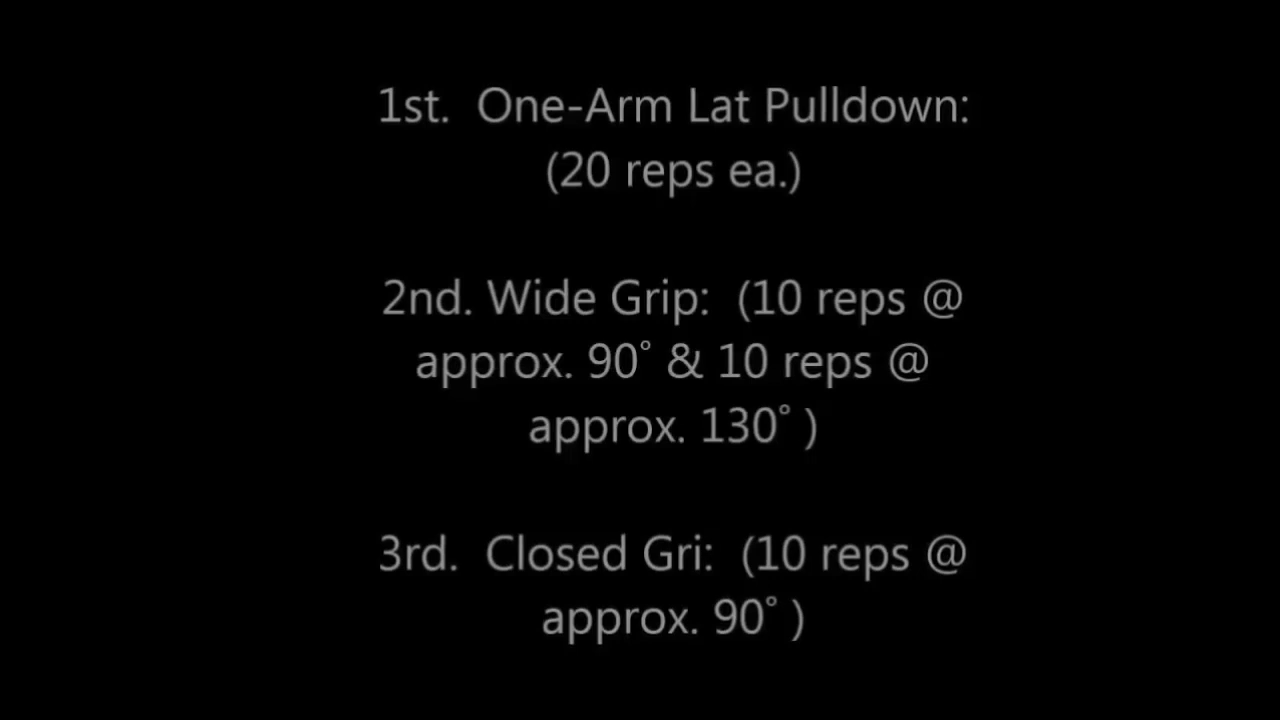 1st.  One-Arm Lat Pulldown:
(20 reps ea.)
2nd. Wide Grip:  (10 reps @
approx. 90˚ & 10 reps @
approx. 130˚ )
3rd.  Closed Gri:  (10 reps @
approx. 90˚ )